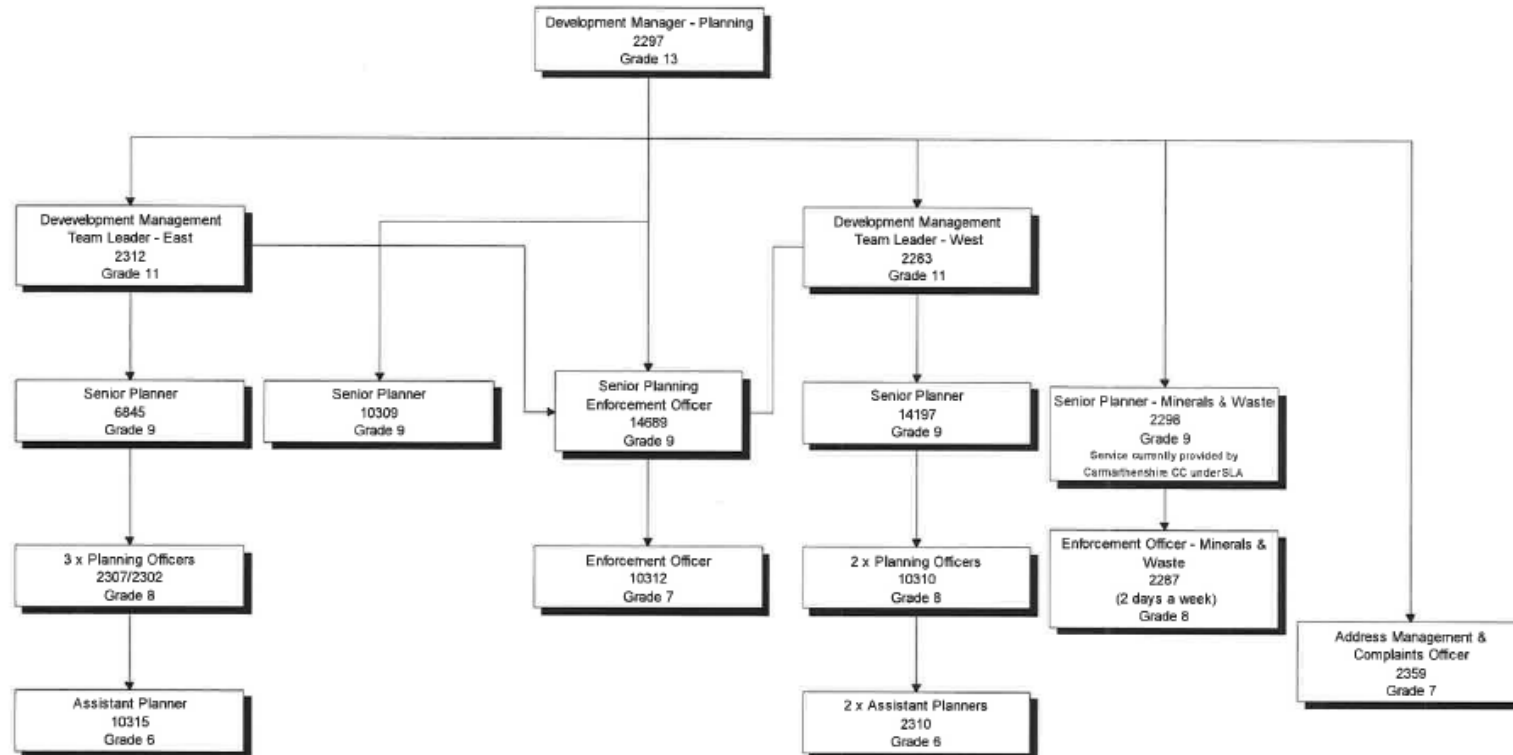 Development Manager - Planning
2297
Grade 13
Devevelopment Management
Team Leader - East
2312
Grade 11
Development Management
Team Leader - West
2283
Grade 11
Senior Planner
6845
Grade 9
Senior Planner
10309
Grade 9
Senior Planning
Enforcement Officer
14689
Grade 9
Senior Planner
14197
Grade 9
Senior Planner - Minerals & Waste
2298
Grade 9
Service currently provided by
Carmarthenshire CC under SLA
3 x Planning Officers
2307/2302
Grade 8
Enforcement Officer
10312
Grade 7
2 x Planning Officers
10310
Grade 8
Enforcement Officer - Minerals &
Waste
2287
(2 days a week)
Grade 8
Address Management &
Complaints Officer
2359
Grade 7
Assistant Planner
10315
Grade 6
2 x Assistant Planners
2310
Grade 6